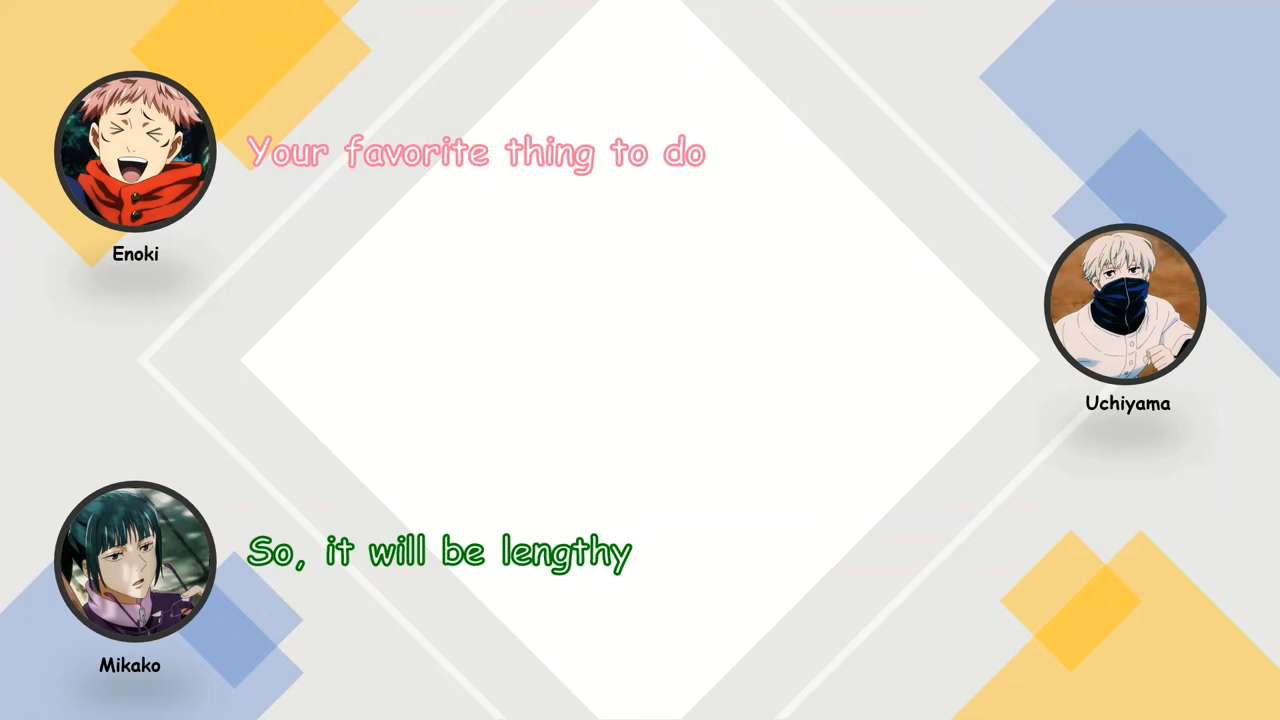 Your favorite thing to do
Enoki
Uchiyama
So, it will be lengthy
Mikako